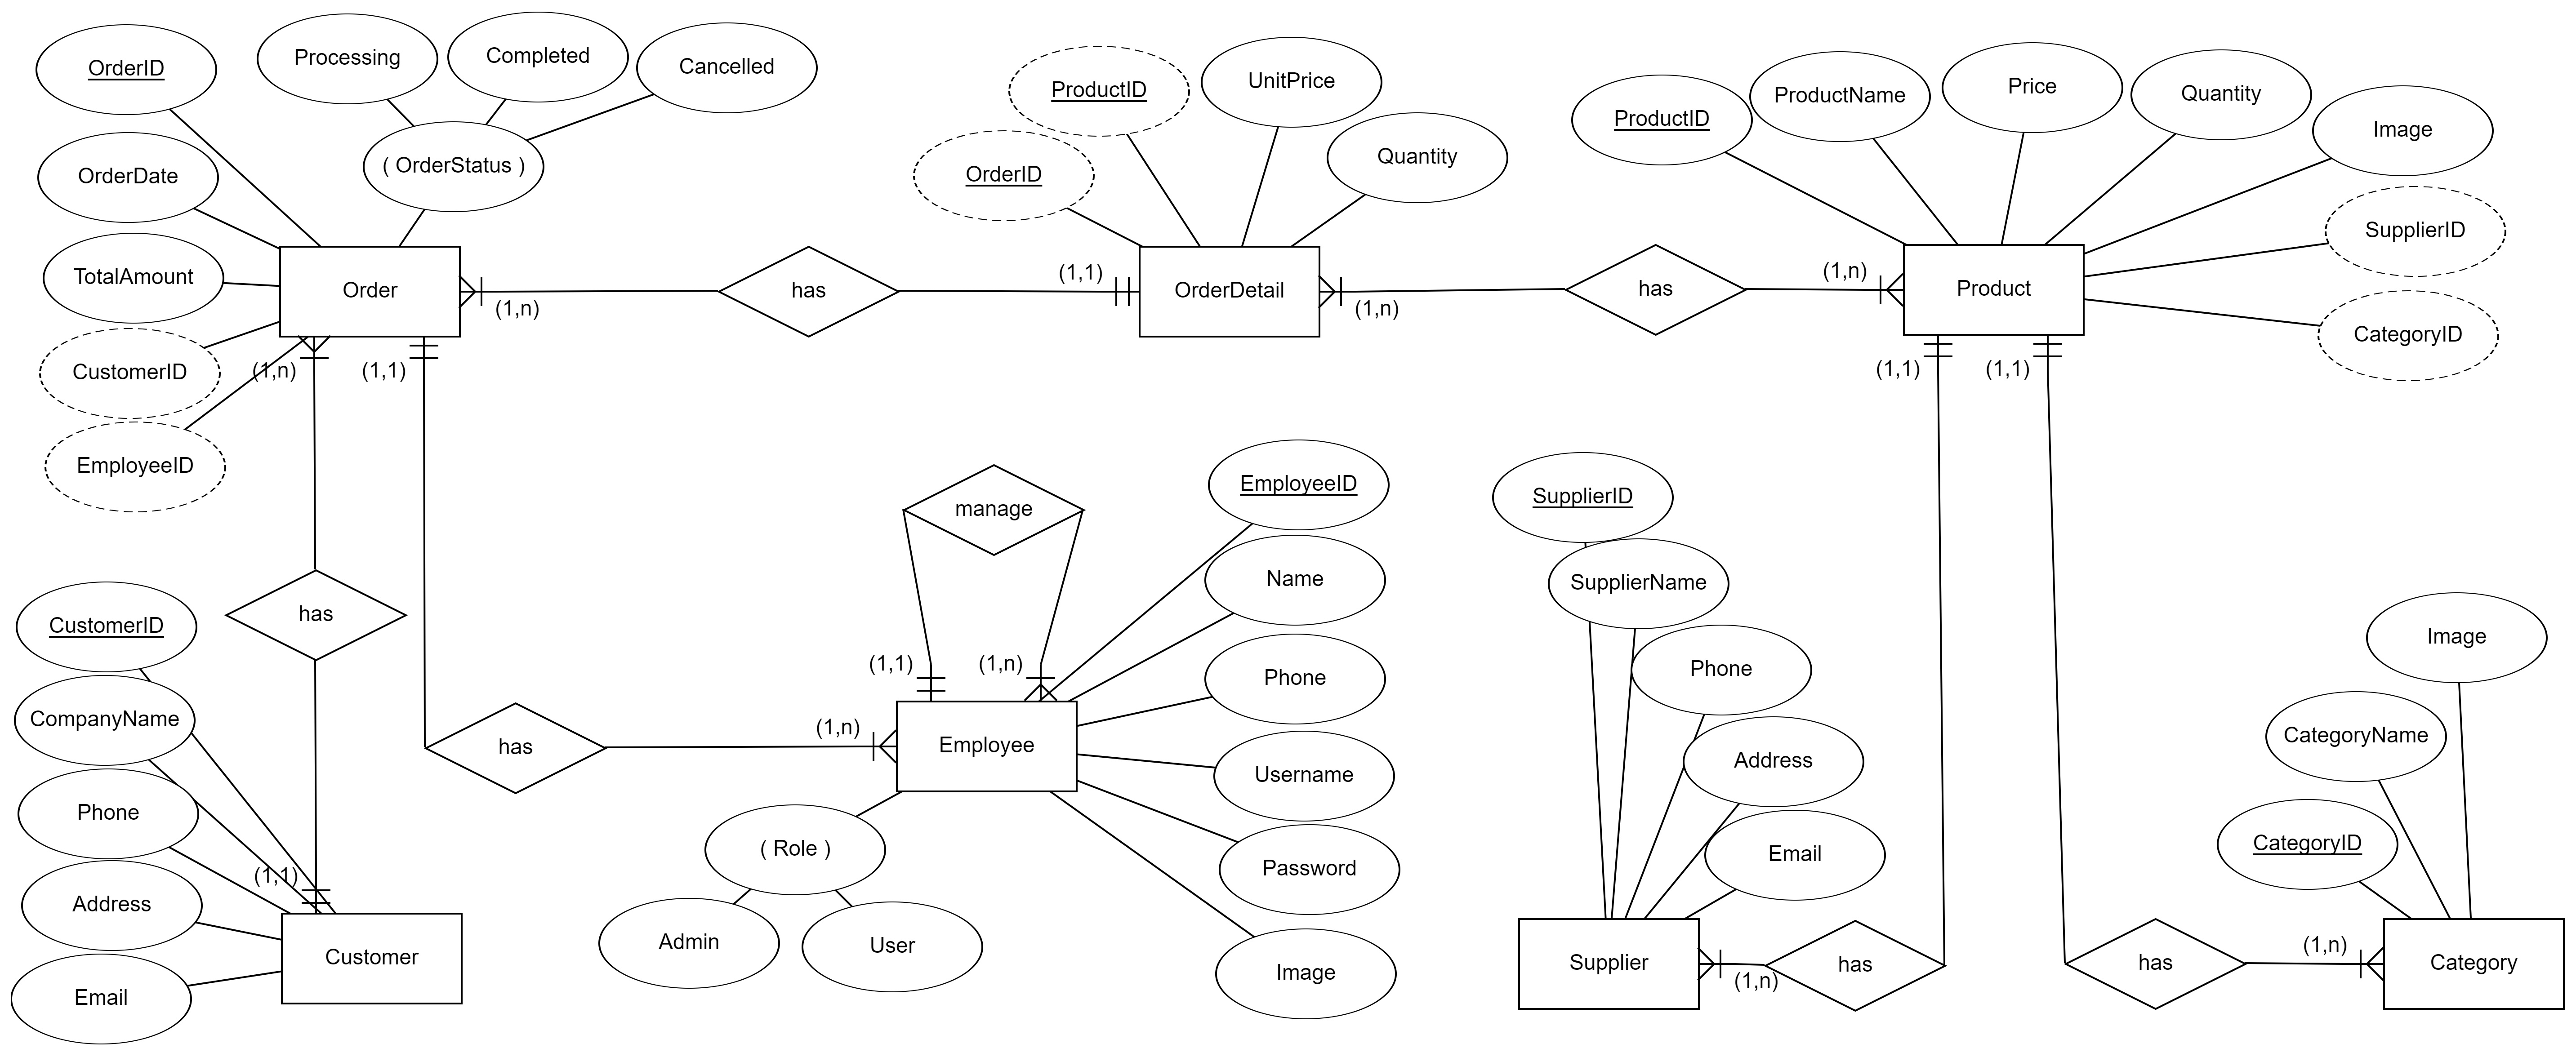 OrderID
Processing
Completed
Cancelled
OrderDate
( OrderStatus )
TotalAmount
CustomerID
EmployeeID
Order
(1,n)
(1,n)
(1,1)
has
(1,1)
ProductID
UnitPrice
OrderID
Quantity
OrderDetail
(1,n)
has
(1,n)
ProductID
ProductName
Price
Quantity
Image
SupplierID
CategoryID
Product
(1,1)
(1,1)
has
CustomerID
CompanyName
Phone
Address
Email
(1,1)
Customer
has
(1,n)
manage
(1,1)
(1,n)
Employee
EmployeeID
Name
Phone
Username
Password
Image
( Role )
Admin
User
SupplierID
SupplierName
Phone
Address
Email
Supplier
(1,n)
has
has
(1,n)
Image
CategoryName
CategoryID
Category